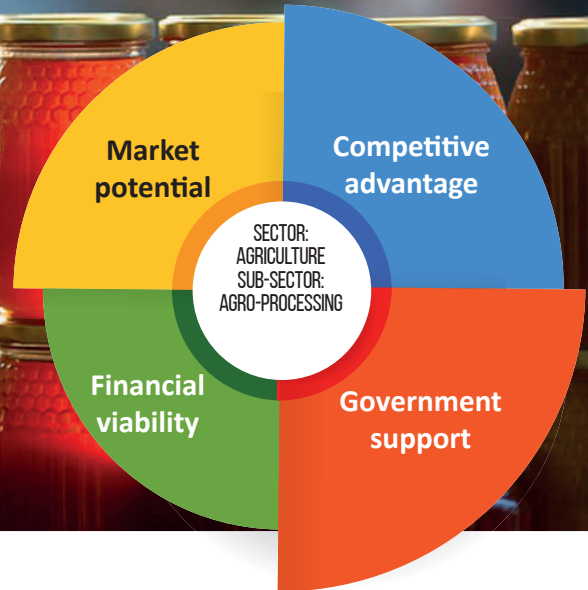 Market
potential
Competitive
advantage
SECTOR:
AGRICULTURE
SUB-SECTOR:
AGRO-PROCESSING
Financial
viability
Government
support